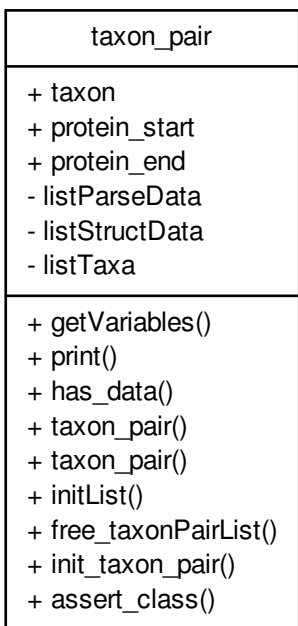 taxon_pair
+ taxon
+ protein_start
+ protein_end
- listParseData
- listStructData
- listTaxa
+ getVariables()
+ print()
+ has_data()
+ taxon_pair()
+ taxon_pair()
+ initList()
+ free_taxonPairList()
+ init_taxon_pair()
+ assert_class()